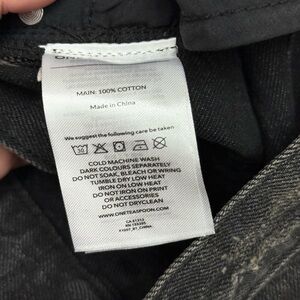 MAIN: 100% COTTON
Made in China
We suggest the following care be taken
COLD MACHINE WASH
DARK COLOURS SEPARATELY
DO NOT SOAK, BLEACH OR WRING
TUMBLE DRY LOW HEAT
IRON ON LOW HEAT
DO NOT IRON ON PRINT
OR ACCESSORIES
DO NOT DRYCLEAN
WWW.ONETEASPOON.COM